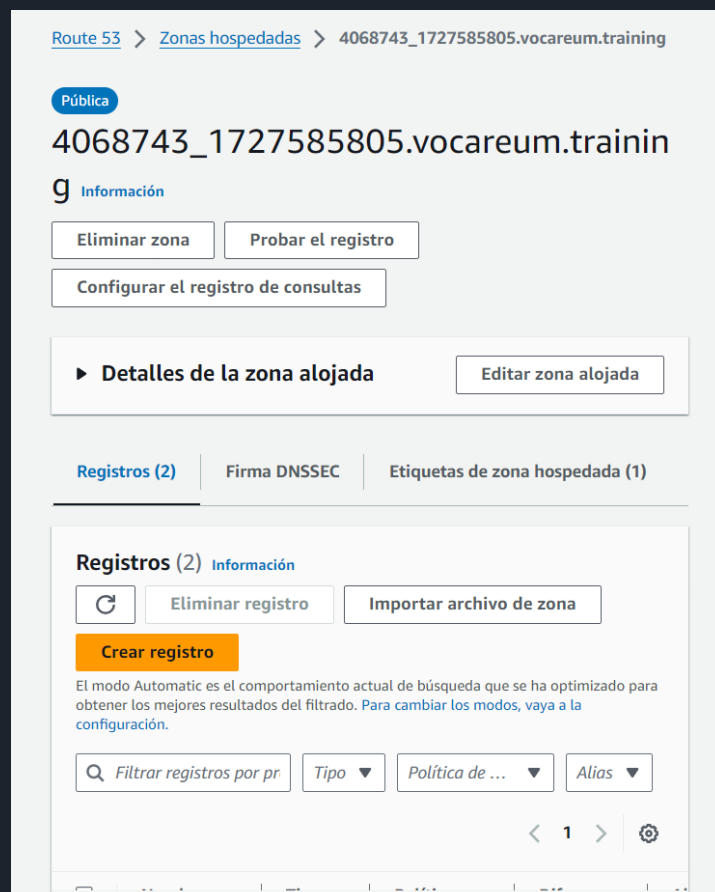 Route 53 > Zonas hospedadas > 4068743_1727585805.vocareum.training
Pública
4068743_1727585805.vocareum.trainin
g Información
Eliminar zona Probar el registro
Configurar el registro de consultas
Detalles de la zona alojada Editar zona alojada
Registros (2) Firma DNSSEC Etiquetas de zona hospedada (1)
Registros (2) Información
Eliminar registro Importar archivo de zona
Crear registro
El modo Automatic es el comportamiento actual de búsqueda que se ha optimizado para
obtener los mejores resultados del filtrado. Para cambiar los modos, vaya a la
configuración.
Filtrar registros por pr Tipo Política de ... Alias
< 1 >